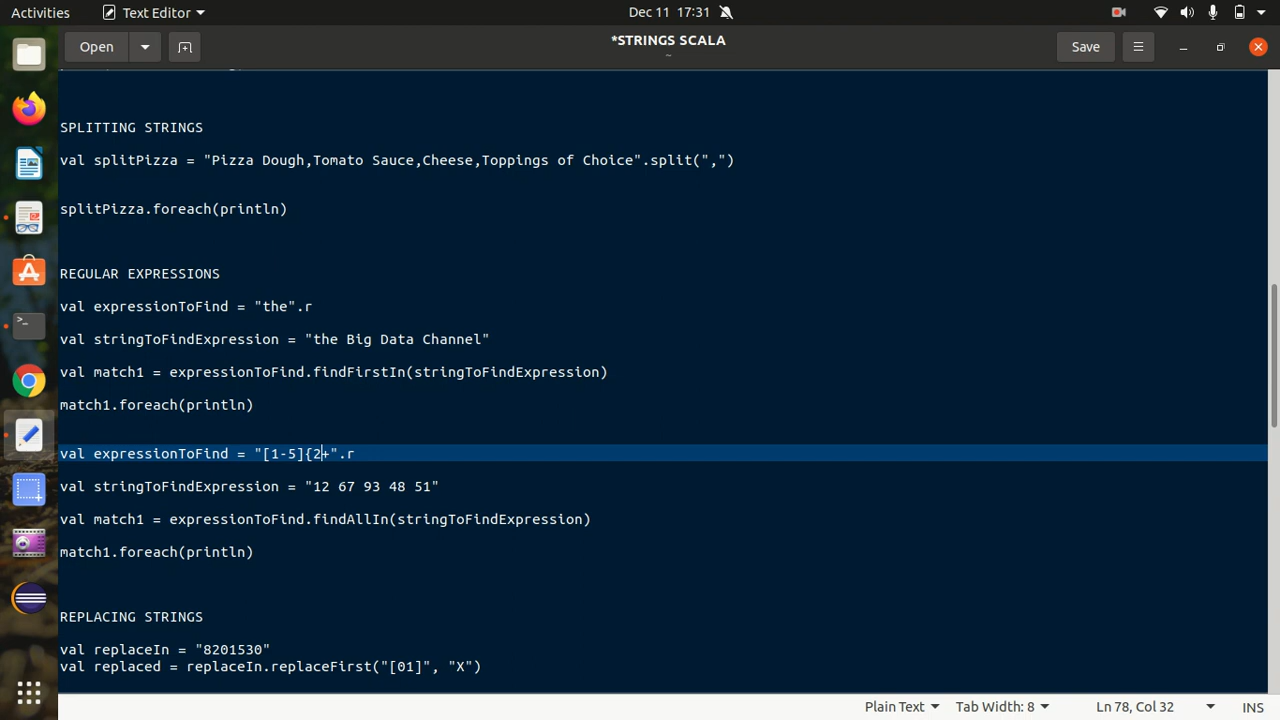 Activities
Text Editor
Dec 11 17:31
Open
*STRINGS SCALA
~
Save
SPLITTING STRINGS
val splitPizza = "Pizza Dough,Tomato Sauce,Cheese,Toppings of Choice".split(",")
splitPizza.foreach(println)
REGULAR EXPRESSIONS
val expressionToFind = "the".r
val stringToFindExpression = "the Big Data Channel"
val match1 = expressionToFind.findFirstIn(stringToFindExpression)
match1.foreach(println)
val expressionToFind = "[1-5]{2+".r
val stringToFindExpression = "12 67 93 48 51"
val match1 = expressionToFind.findAllIn(stringToFindExpression)
match1.foreach(println)
REPLACING STRINGS
val replaceIn = "8201530"
val replaced = replaceIn.replaceFirst("[01]", "X")
Plain Text
Tab Width: 8
Ln 78, Col 32
INS